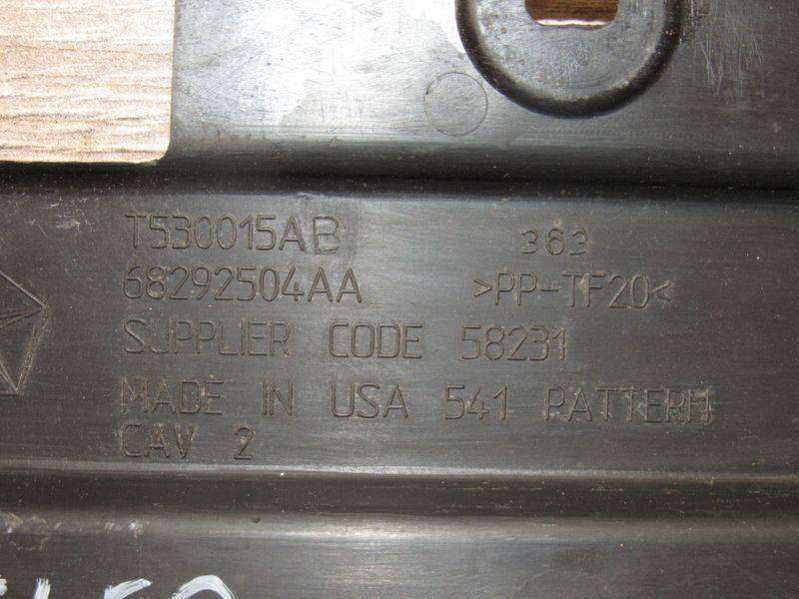 T530015AB 363
68292504AA >PP-TF20<
SUPPLIER CODE 58231
MADE IN USA 541 PATTERN
CAV 2